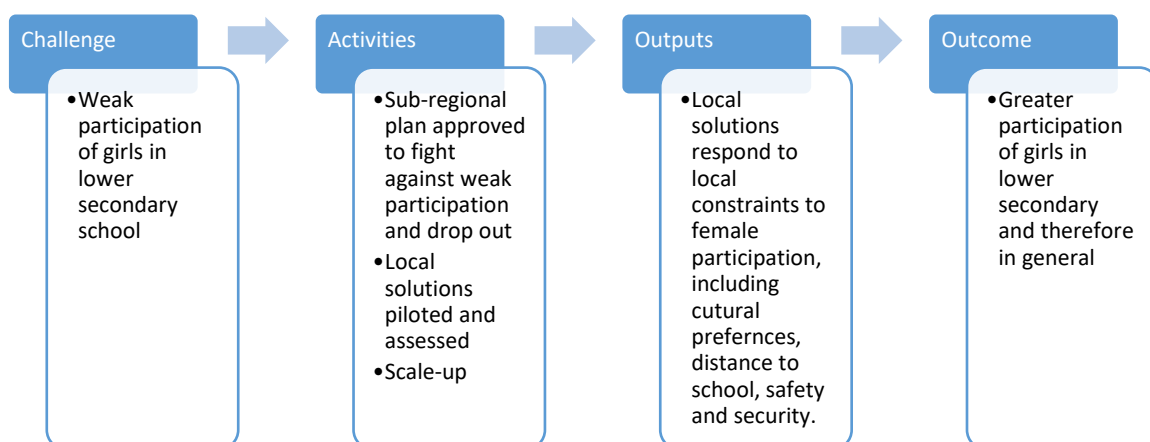 Challenge
•Weak
participation
of girls in
lower
secondary
school
Activities
•Sub-regional
plan approved
to fight
against weak
participation
and drop out
•Local
solutions
piloted and
assessed
•Scale-up
Outputs
•Local
solutions
respond to
local
constraints to
female
participation,
including
cutural
prefernces,
distance to
school, safety
and security.
Outcome
•Greater
participation
of girls in
lower
secondary
and therefore
in general